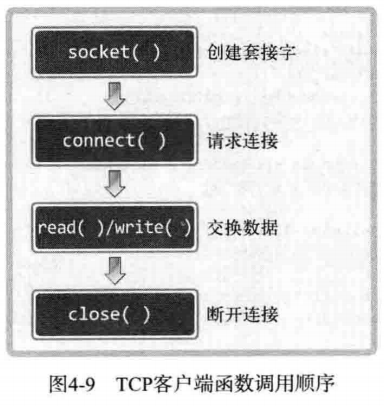 socket( ) 创建套接字
connect( ) 请求连接
read( )/write( ) 交换数据
close( ) 断开连接
图4-9 TCP客户端函数调用顺序